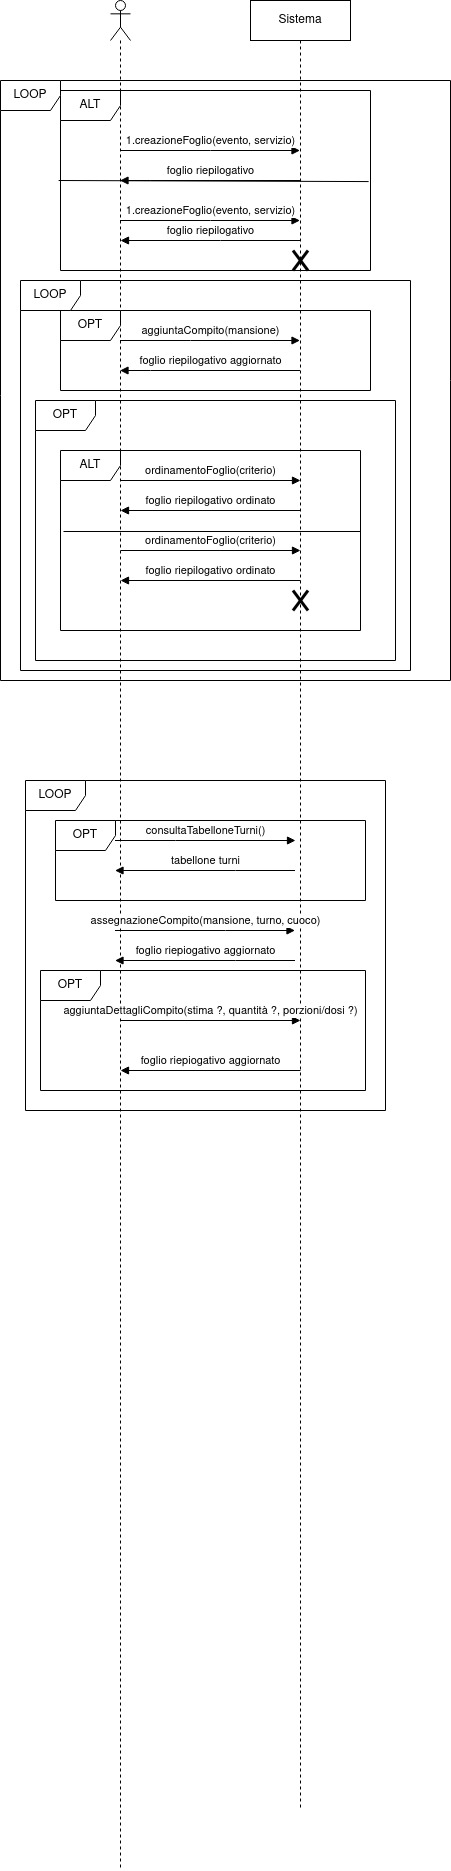 Sistema
LOOP
ALT
1.creazioneFoglio(evento, servizio)
foglio riepilogativo
1.creazioneFoglio(evento, servizio)
foglio riepilogativo
LOOP
OPT
aggiuntaCompito(mansione)
foglio riepilogativo aggiornato
OPT
ALT
ordinamentoFoglio(criterio)
foglio riepilogativo ordinato
ordinamentoFoglio(criterio)
foglio riepilogativo ordinato
LOOP
OPT
consultaTabelloneTurni()
tabellone turni
assegnazioneCompito(mansione, turno, cuoco)
foglio riepiogativo aggiornato
OPT
aggiuntaDettagliCompito(stima ?, quantità ?, porzioni/dosi ?)
foglio riepiogativo aggiornato